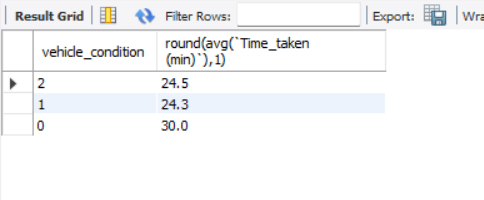 Result Grid Filter Rows: Export: Wra
vehicle_condition round(avg(`Time_taken
(min)`),1)
2 24.5
1 24.3
0 30.0